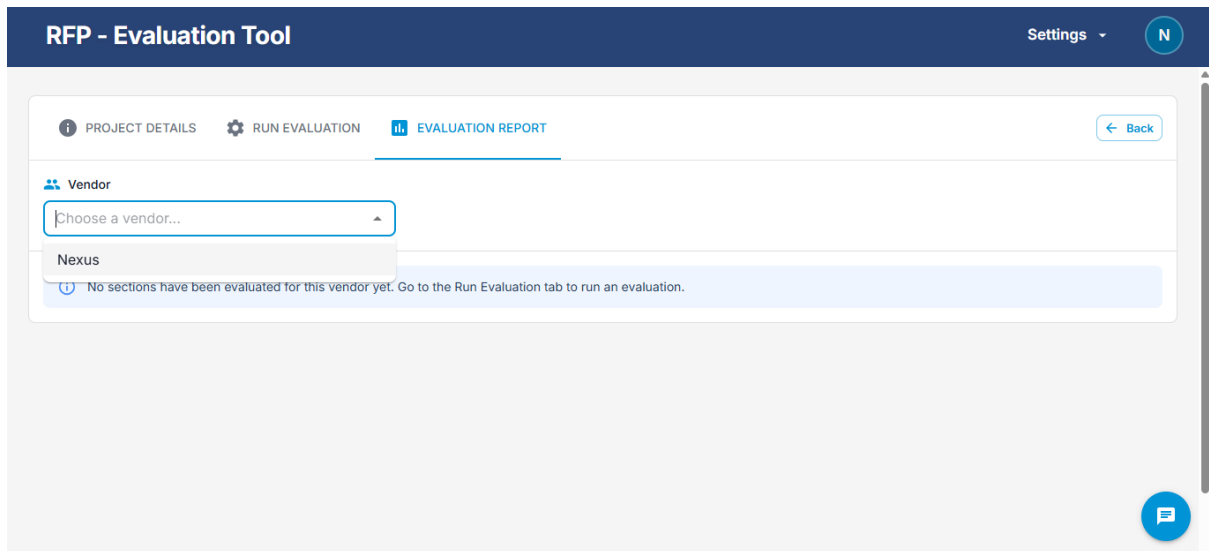 RFP - Evaluation Tool
Settings
N
PROJECT DETAILS
RUN EVALUATION
EVALUATION REPORT
Back
Vendor
Choose a vendor...
Nexus
No sections have been evaluated for this vendor yet. Go to the Run Evaluation tab to run an evaluation.